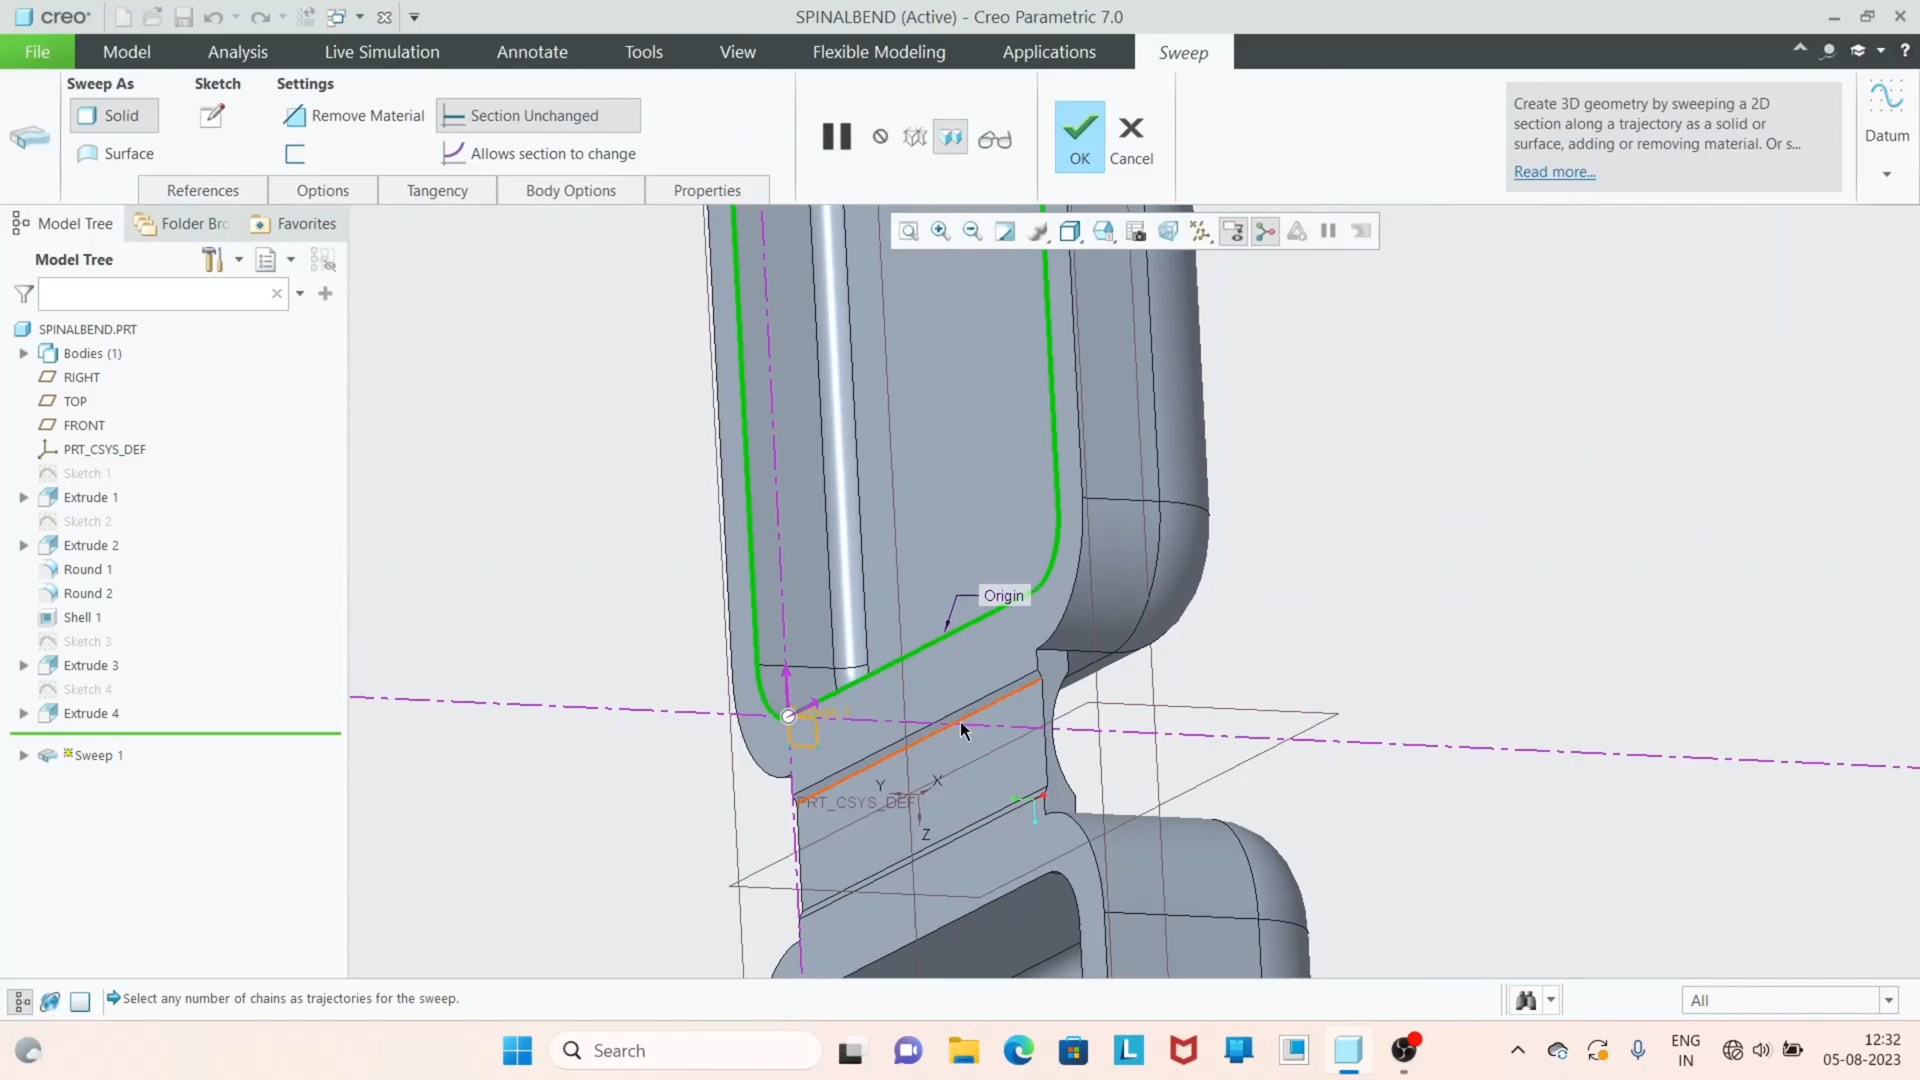 creo
SPINALBEND (Active) - Creo Parametric 7.0
File
Model
Analysis
Live Simulation
Annotate
Tools
View
Flexible Modeling
Applications
Sweep
Sweep As
Sketch
Settings
Solid
Remove Material
Section Unchanged
Surface
Allows section to change
OK
Cancel
Create 3D geometry by sweeping a 2D
section along a trajectory as a solid or
surface, adding or removing material. Or s...
Read more...
Datum
References
Options
Tangency
Body Options
Properties
Model Tree
Folder Bro
Favorites
Model Tree
SPINALBEND.PRT
Bodies (1)
RIGHT
TOP
FRONT
PRT_CSYS_DEF
Sketch 1
Extrude 1
Sketch 2
Extrude 2
Round 1
Round 2
Shell 1
Sketch 3
Extrude 3
Sketch 4
Extrude 4
Sweep 1
Origin
Y
X
PRT_CSYS_DEF
Z
Select any number of chains as trajectories for the sweep.
All
Search
ENG
IN
12:32
05-08-2023